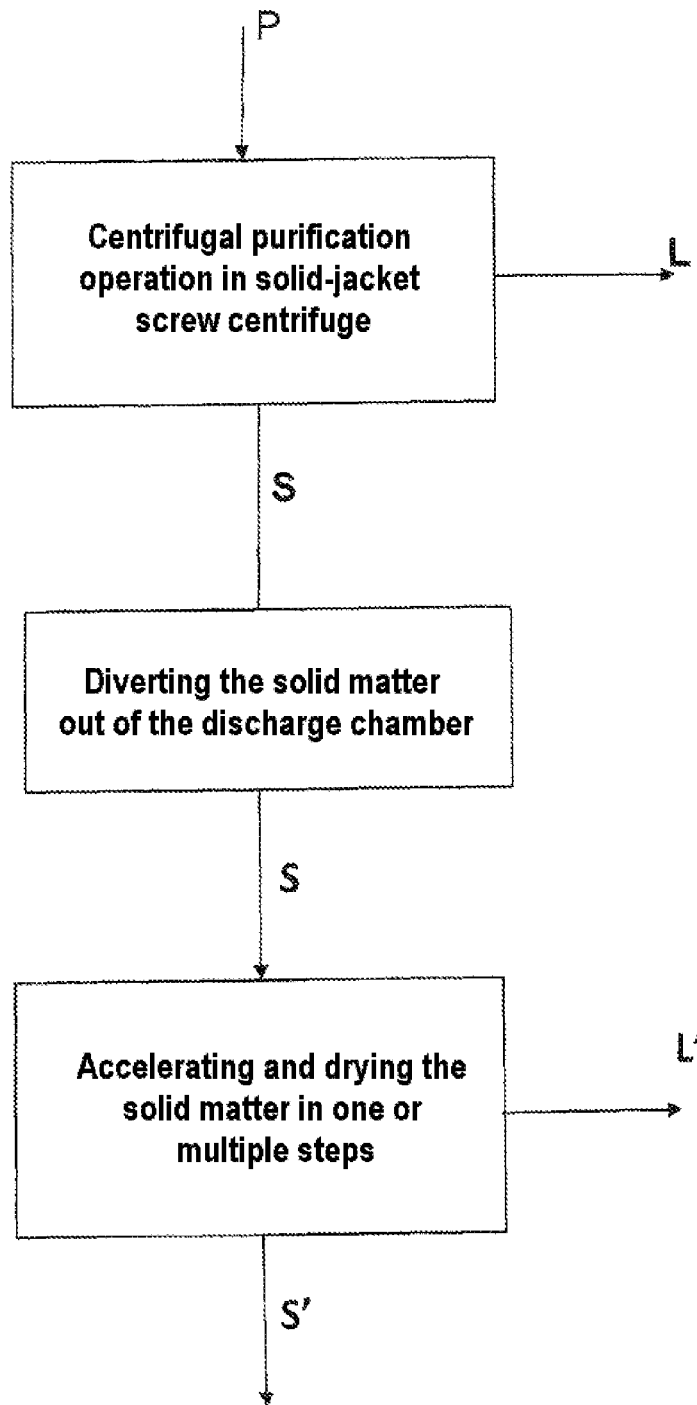 P
Centrifugal purification
operation in solid-jacket
screw centrifuge
L
S
Diverting the solid matter
out of the discharge chamber
S
Accelerating and drying the
solid matter in one or
multiple steps
L'
S'